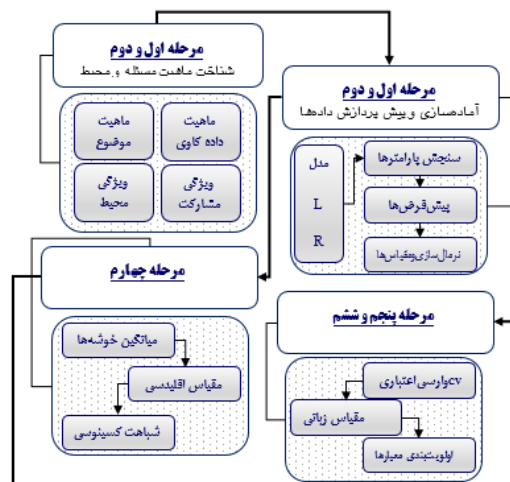 مرحله اول و دوم
شناخت ماهیت مسئله و محیط
ماهیت
داده کاوی
ماهیت
موضوع
ویژگی
مشارکت
ویژگی
محیط
مرحله اول و دوم
آماده‌سازی و پیش پردازش داده‌ها
مدل
L
R
سنجش پارامترها
پیش‌فرض‌ها
نرمال‌سازی‌و‌مقیاس‌ها
مرحله چهارم
میانگین خوشه‌ها
مقیاس اقلیدسی
شباهت کسینوسی
مرحله پنجم و ششم
cvوارسی اعتباری
مقیاس زبانی
اولویت‌بندی معیارها